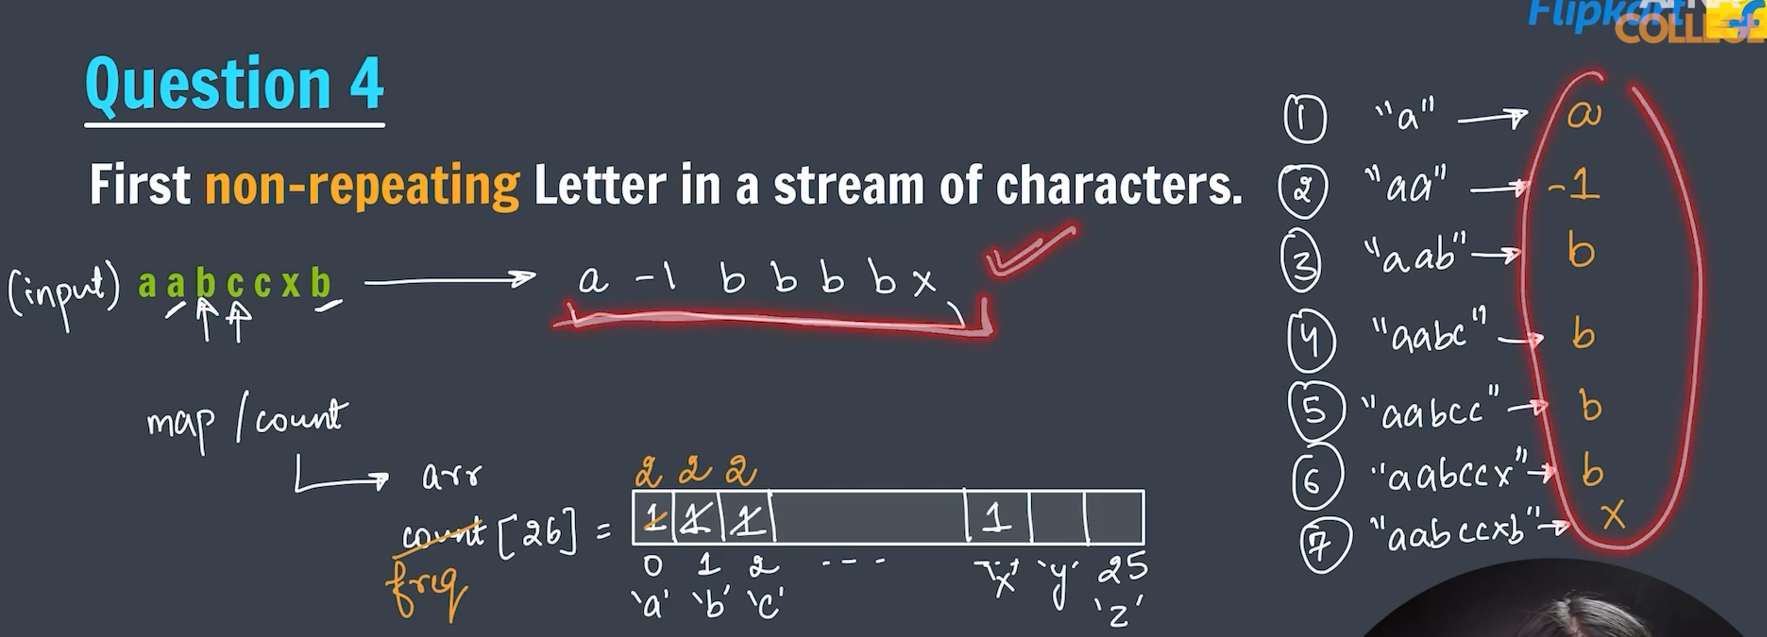 Flipkart
COLLEGE
Question 4
First non-repeating Letter in a stream of characters.
(input) a a b c c x b → a -1 b b b b x
map / count
arr
count [26] =
freq
2 2 2
1 1 1 1
0 1 2 - - - 'x' 'y' 25
'a' 'b' 'c' 'z'
① "a" → a
② "aa" → -1
③ "aab" → b
④ "aabc" → b
⑤ "aabcc" → b
⑥ "aabccx" → b
⑦ "aabccxb" → x